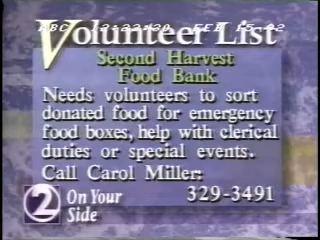 Volunteer List
Second Harvest
Food Bank
Needs volunteers to sort
donated food for emergency
food boxes, help with clerical
duties or special events.
Call Carol Miller:
329-3491
2 On Your
Side